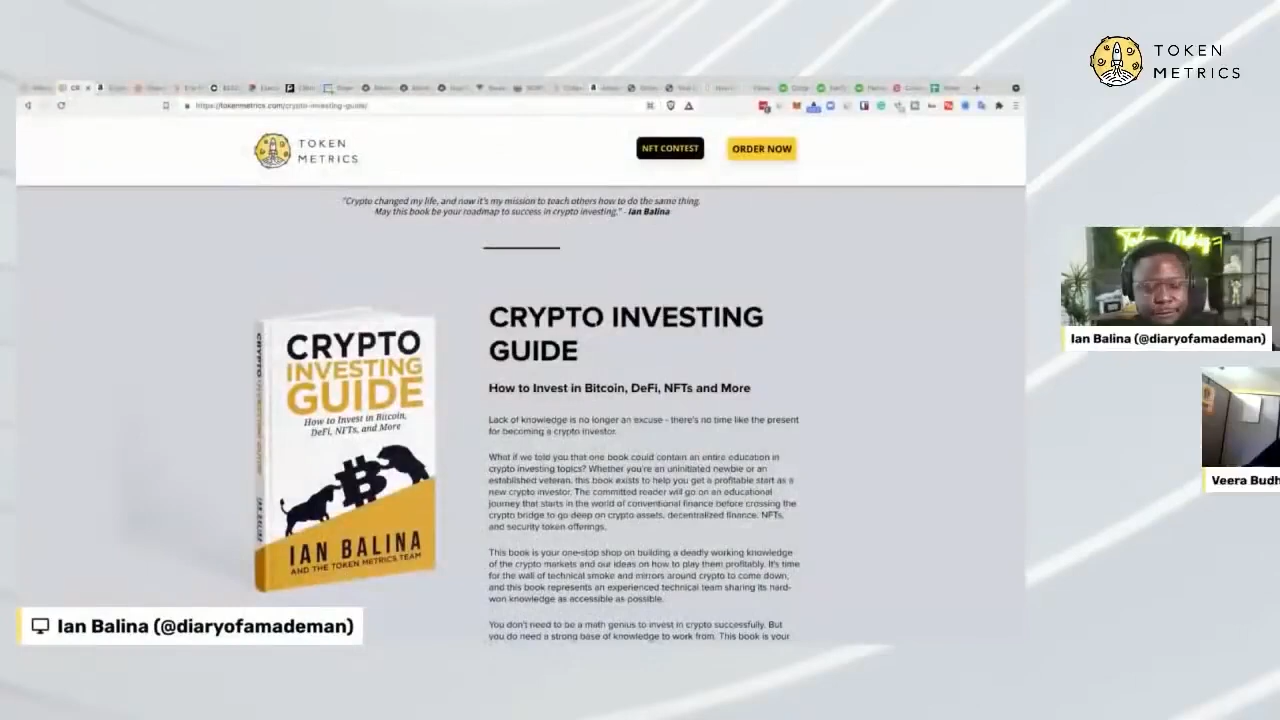 TOKEN
METRICS
https://tokenmetrics.com/crypto-investing-guide/
TOKEN
METRICS
NFT CONTEST
ORDER NOW
"Crypto changed my life, and now it's my mission to teach others how to do the same thing.
May this book be your roadmap to success in crypto investing." - Ian Balina
CRYPTO
INVESTING
GUIDE
How to Invest in Bitcoin,
DeFi, NFTs, and More
IAN BALINA
AND THE TOKEN METRICS TEAM
CRYPTO INVESTING
GUIDE
How to Invest in Bitcoin, DeFi, NFTs and More
Lack of knowledge is no longer an excuse - there's no time like the present
for becoming a crypto investor.
What if we told you that one book could contain an entire education in
crypto investing topics? Whether you're an uninitiated newbie or an
established veteran, this book exists to help you get a profitable start as a
new crypto investor. The committed reader will go on an educational
journey that starts in the world of conventional finance before crossing the
crypto bridge to go deep on crypto assets, decentralized finance, NFTs,
and security token offerings.
This book is your one-stop shop on building a deadly working knowledge
of the crypto markets and our ideas on how to play them profitably. It's time
for the wall of technical smoke and mirrors around crypto to come down,
and this book represents an experienced technical team sharing its hard-
won knowledge as accessible as possible.
You don't need to be a math genius to invest in crypto successfully. But
you do need a strong base of knowledge to work from. This book is your
Ian Balina (@diaryofamademan)
Token Metrics
Ian Balina (@diaryofamademan)
Veera Budh